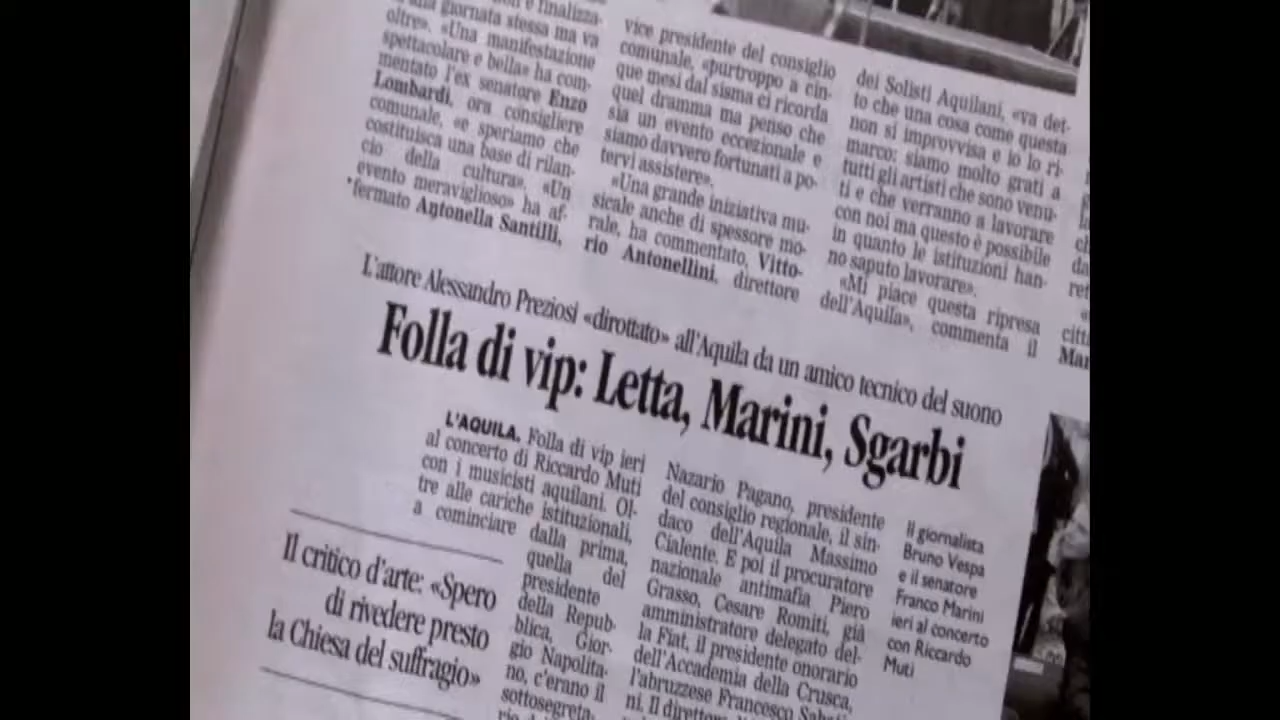 una giornata stessa ma va
oltre». «Una manifestazione
spettacolare e bella» ha com-
mentato l'ex senatore Enzo
Lombardi, ora consigliere
comunale, «e speriamo che
costituisca una base di rilan-
cio della cultura». «Un
evento meraviglioso» ha af-
fermato Antonella Santilli,
vice presidente del consiglio
comunale, «purtroppo a cin-
que mesi dal sisma ci ricorda
quel dramma ma penso che
sia un evento eccezionale e
siamo davvero fortunati a po-
tervi assistere».
«Una grande iniziativa mu-
sicale anche di spessore mo-
rale, ha commentato, Vitto-
rio Antonellini, direttore
dei Solisti Aquilani, «va det-
to che una cosa come questa
non si improvvisa e io lo ri-
marco: siamo molto grati a
tutti gli artisti che sono venu-
ti e che verranno a lavorare
con noi ma questo è possibile
in quanto le istituzioni han-
no saputo lavorare».
«Mi piace questa ripresa
dell'Aquila», commenta il
L'attore Alessandro Preziosi «dirottato» all'Aquila da un amico tecnico del suono
Folla di vip: Letta, Marini, Sgarbi
L'AQUILA. Folla di vip ieri
al concerto di Riccardo Muti
con i musicisti aquilani. Ol-
tre alle cariche istituzionali,
a cominciare dalla prima,
quella del
presidente
della Repub-
blica, Gior-
gio Napolita-
no, c'erano il
sottosegreta-
Il critico d'arte: «Spero
di rivedere presto
la Chiesa del suffragio»
Nazario Pagano, presidente
del consiglio regionale, il sin-
daco dell'Aquila Massimo
Cialente. E poi il procuratore
nazionale antimafia Piero
Grasso, Cesare Romiti, già
amministratore delegato del-
la Fiat, il presidente onorario
dell'Accademia della Crusca,
l'abruzzese Francesco
ni. Il
Il giornalista
Bruno Vespa
e il senatore
Franco Marini
ieri al concerto
con Riccardo
Muti